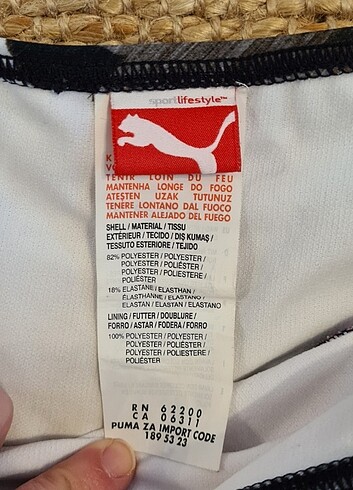 sportlifestyle™
K
VO
TENIR LOIN DU FEU
MANTENHA LONGE DO FOGO
ATEŞTEN UZAK TUTUNUZ
TENERE LONTANO DAL FUOCO
MANTENER ALEJADO DEL FUEGO
SHELL / MATERIAL / TISSU
EXTÉRIEUR / TECIDO / DIŞ KUMAŞ /
TESSUTO ESTERIORE / TEJIDO
82% POLYESTER / POLYESTER /
POLYESTER / POLIÉSTER /
POLYESTER / POLIESTERE /
POLIÉSTER
18% ELASTANE / ELASTHAN /
ÉLASTHANNE / ELASTANO /
ELASTAN / ELASTAN / ELASTANO
LINING / FUTTER / DOUBLURE /
FORRO / ASTAR / FODERA / FORRO
100% POLYESTER / POLYESTER /
POLYESTER / POLIÉSTER /
POLYESTER / POLIESTERE /
POLIÉSTER
RN 62200
CA 06311
PUMA ZA IMPORT CODE
189 53 23